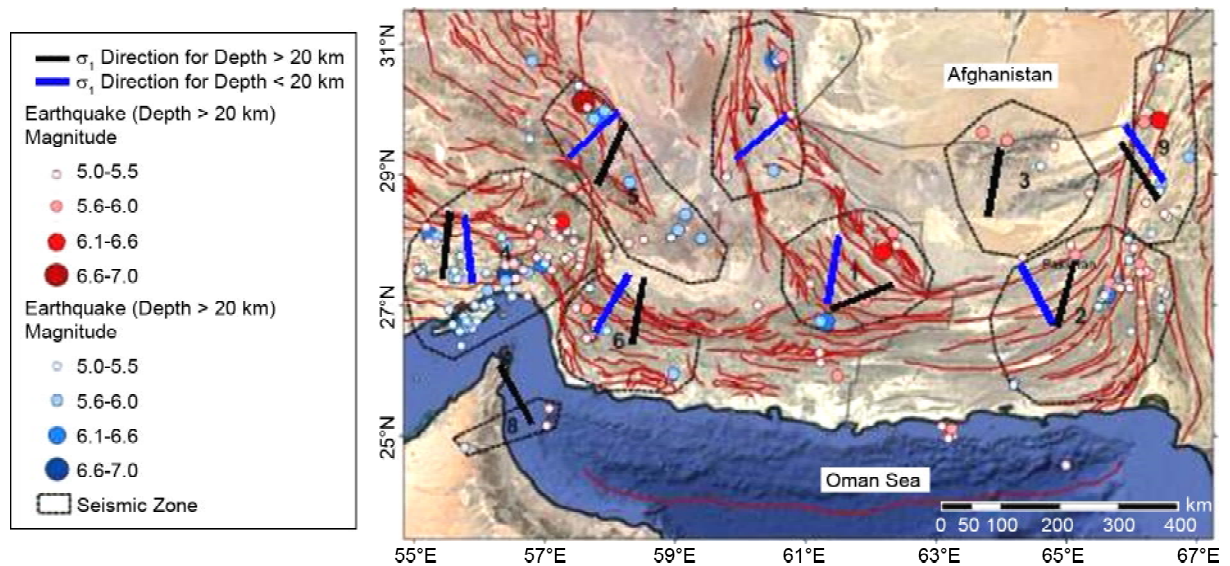 σ1 Direction for Depth > 20 km
σ1 Direction for Depth < 20 km
Earthquake (Depth > 20 km)
Magnitude
5.0-5.5
5.6-6.0
6.1-6.6
6.6-7.0
Earthquake (Depth > 20 km)
Magnitude
5.0-5.5
5.6-6.0
6.1-6.6
6.6-7.0
Seismic Zone
31°N
29°N
27°N
25°N
Afghanistan
7
9
3
5
4
1
2
6
8
Oman Sea
km
0 50 100 200 300 400
55°E 57°E 59°E 61°E 63°E 65°E 67°E